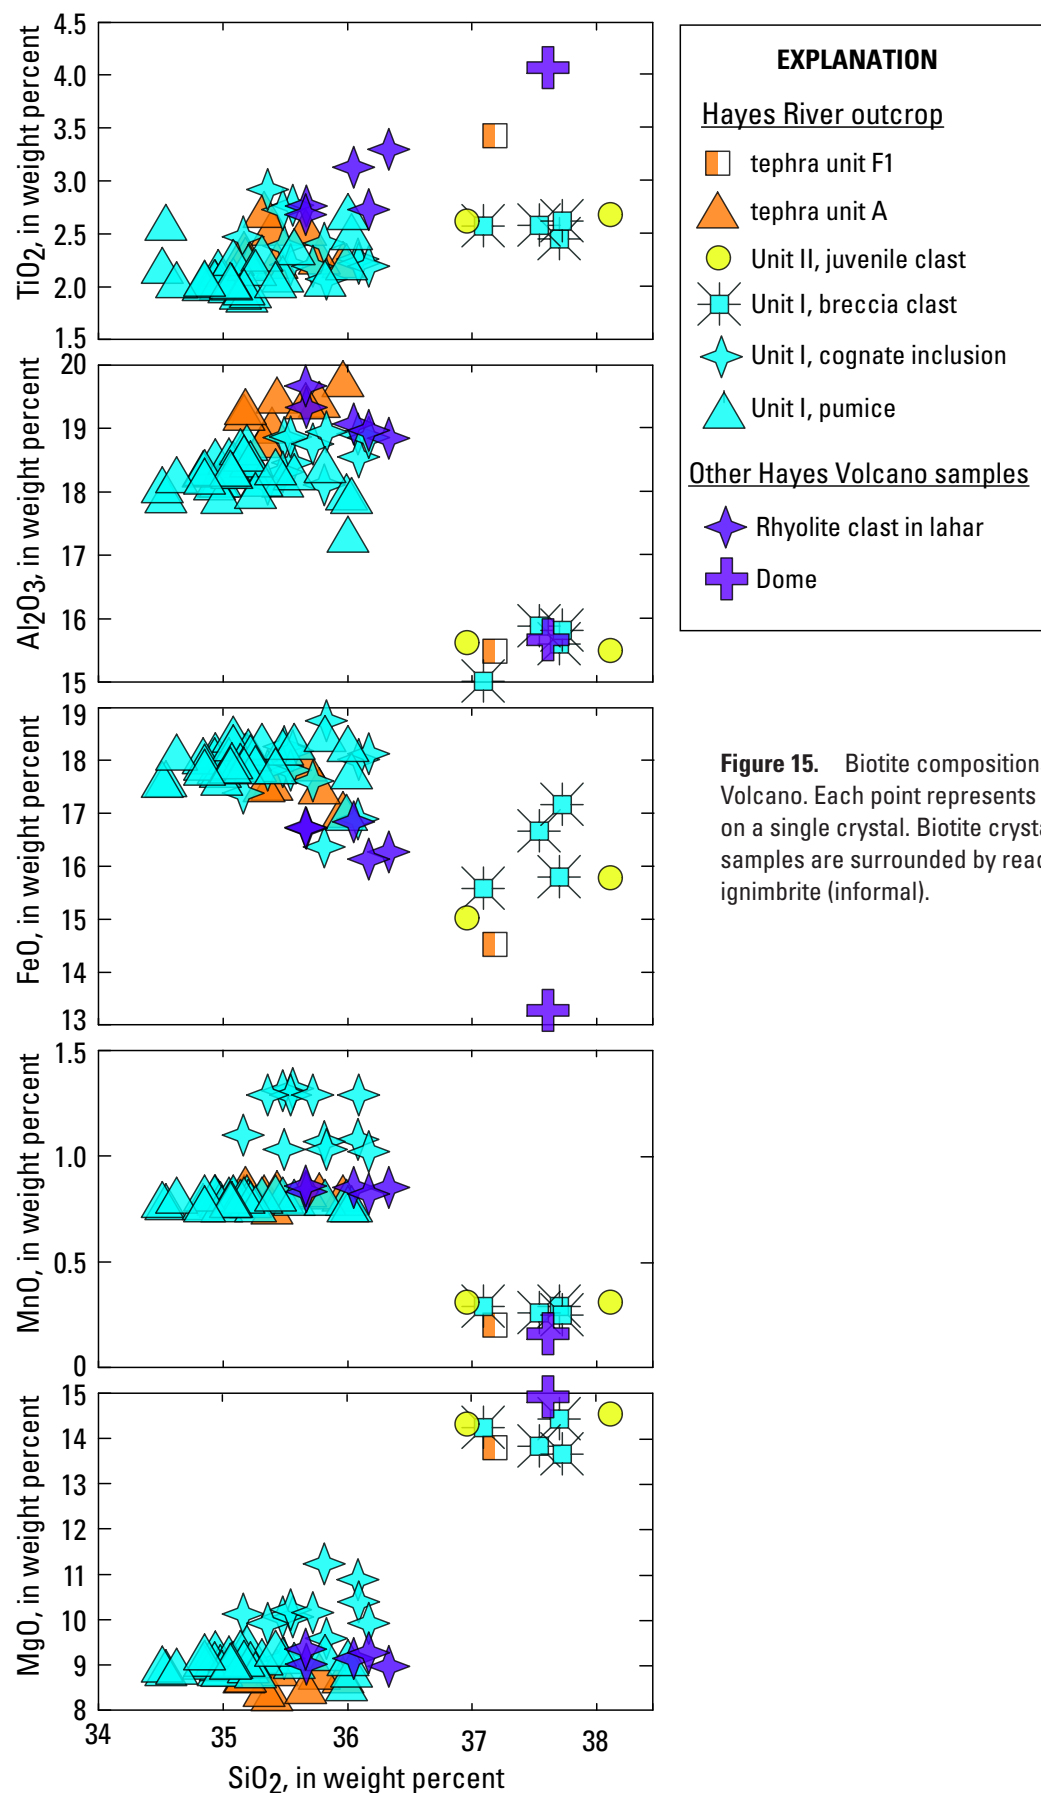 4.5
4.0
3.5
3.0
2.5
2.0
1.5
TiO2, in weight percent
20
19
18
17
16
15
Al2O3, in weight percent
19
18
17
16
15
14
13
FeO, in weight percent
1.5
1.0
0.5
0
MnO, in weight percent
15
14
13
12
11
10
9
8
MgO, in weight percent
34
35
36
37
38
SiO2, in weight percent
EXPLANATION
Hayes River outcrop
tephra unit F1
tephra unit A
Unit II, juvenile clast
Unit I, breccia clast
Unit I, cognate inclusion
Unit I, pumice
Other Hayes Volcano samples
Rhyolite clast in lahar
Dome
Figure 15. Biotite composition
Volcano. Each point represents
on a single crystal. Biotite crysta
samples are surrounded by reac
ignimbrite (informal).